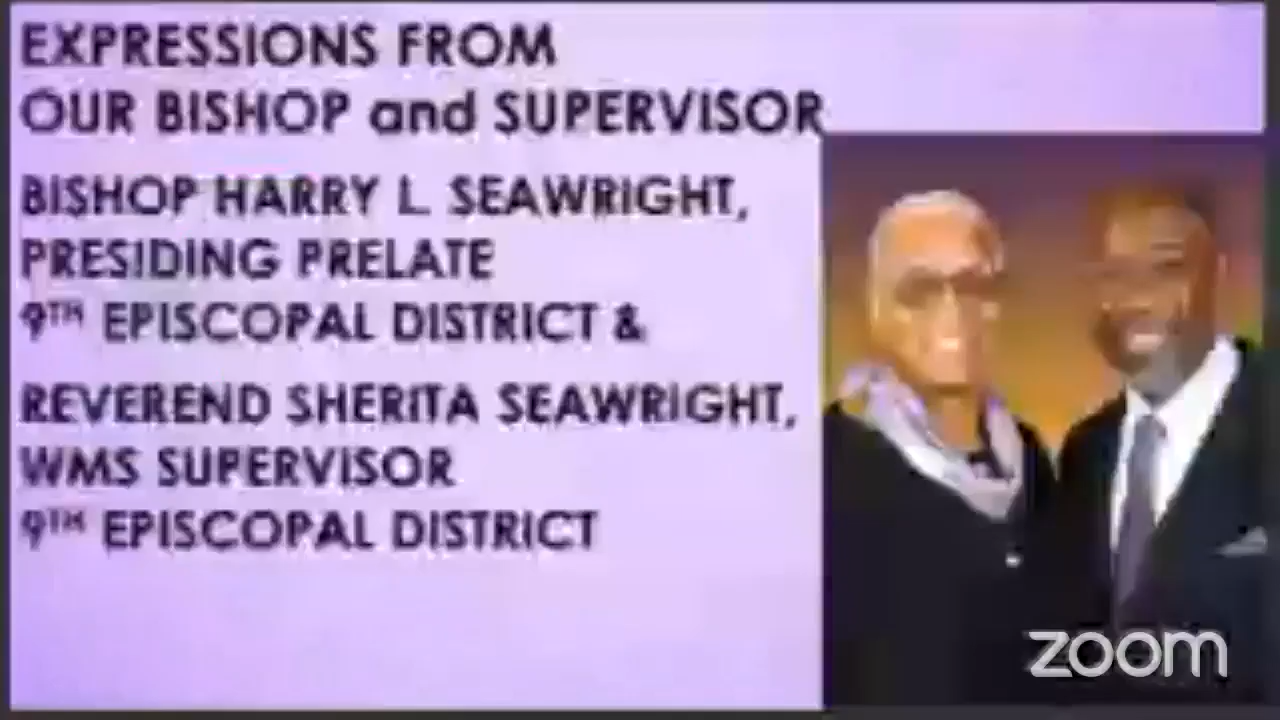 EXPRESSIONS FROM
OUR BISHOP and SUPERVISOR
BISHOP HARRY L. SEAWRIGHT,
PRESIDING PRELATE
9TH EPISCOPAL DISTRICT &
REVEREND SHERITA SEAWRIGHT,
WMS SUPERVISOR
9TH EPISCOPAL DISTRICT
zoom